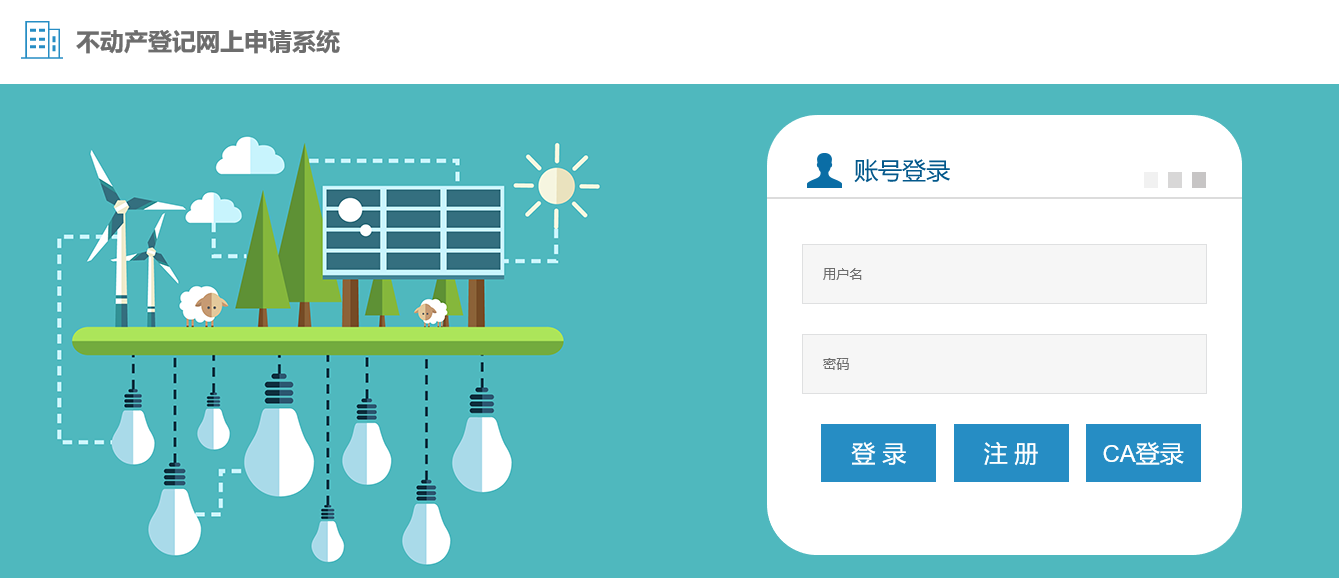 不动产登记网上申请系统
账号登录
用户名
密码
登 录
注 册
CA登录